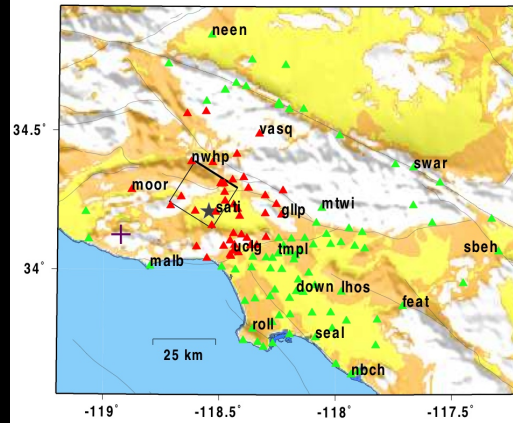 neen
34.5°
vasq
nwhp
swar
moor
sati
gllp
mtwi
uclg
tmpl
sbeh
34°
malb
down
lhos
feat
roll
seal
25 km
nbch
-119°
-118.5°
-118°
-117.5°